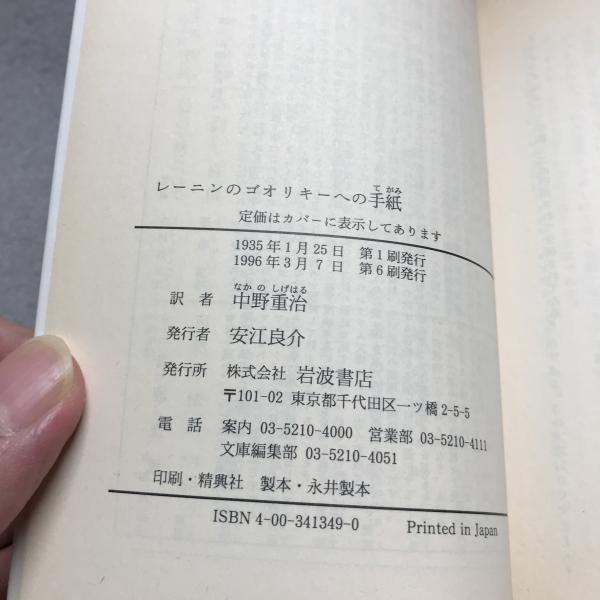 レーニンのゴオリキーへの手紙
てがみ
定価はカバーに表示してあります
1935年1月25日 第1刷発行
1996年3月7日 第6刷発行
なかのしげはる
訳者 中野重治
発行者 安江良介
発行所 株式会社 岩波書店
〒101-02 東京都千代田区一ツ橋2-5-5
電話 案内 03-5210-4000 営業部 03-5210-4111
文庫編集部 03-5210-4051
印刷・精興社 製本・永井製本
ISBN 4-00-341349-0 Printed in Japan